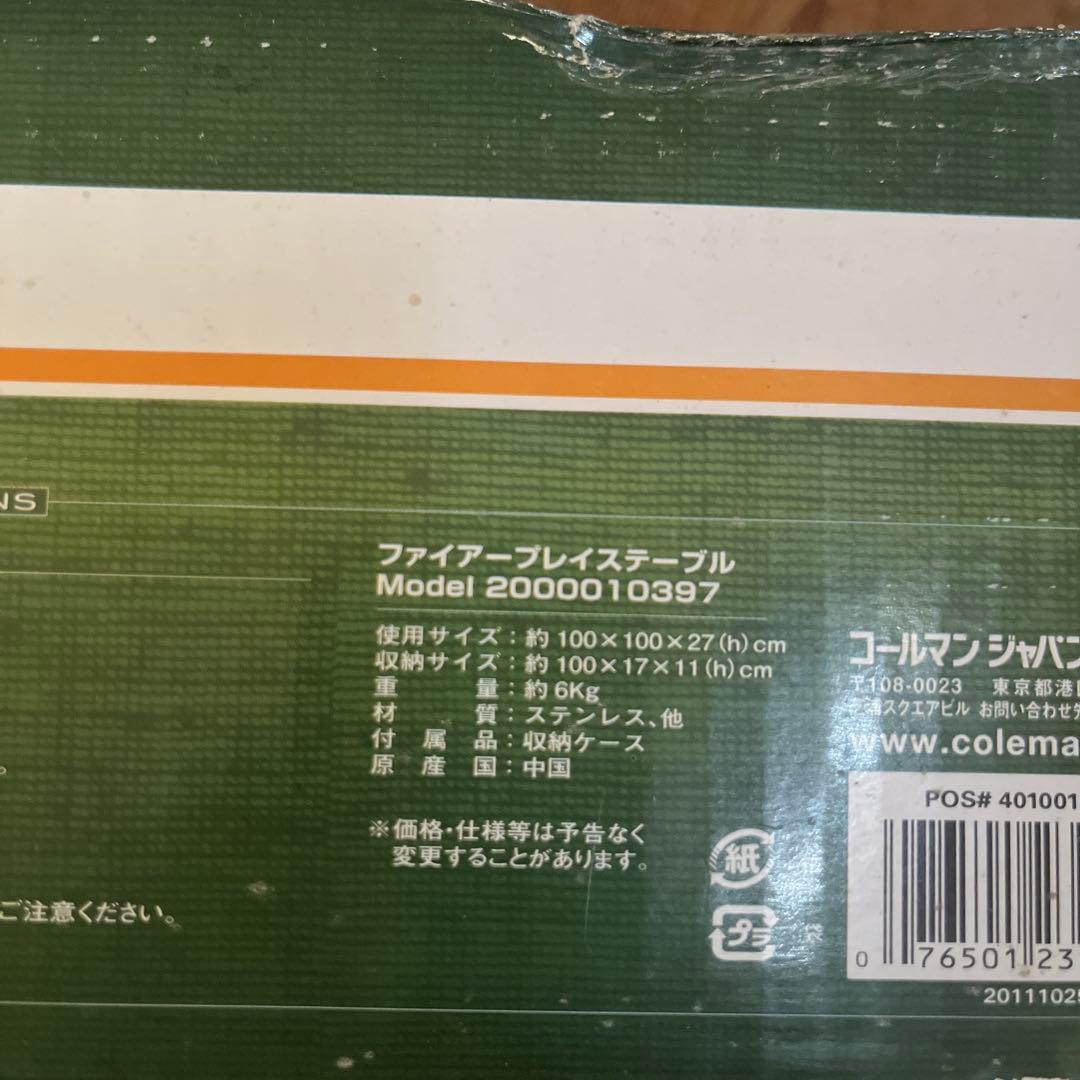 NS
ファイアープレイステーブル
Model 2000010397
使用サイズ：約 100×100×27(h)cm
収納サイズ：約 100×17×11(h)cm
重量：約 6Kg
材質：ステンレス、他
付属品：収納ケース
原産国：中国
※価格・仕様等は予告なく
変更することがあります。
紙
プラ
。
ご注意ください。
コールマン ジャパン
〒108-0023 東京都港
スクエアビル お問い合わせ
www.colema
POS# 401001
0 76501 23
2011102